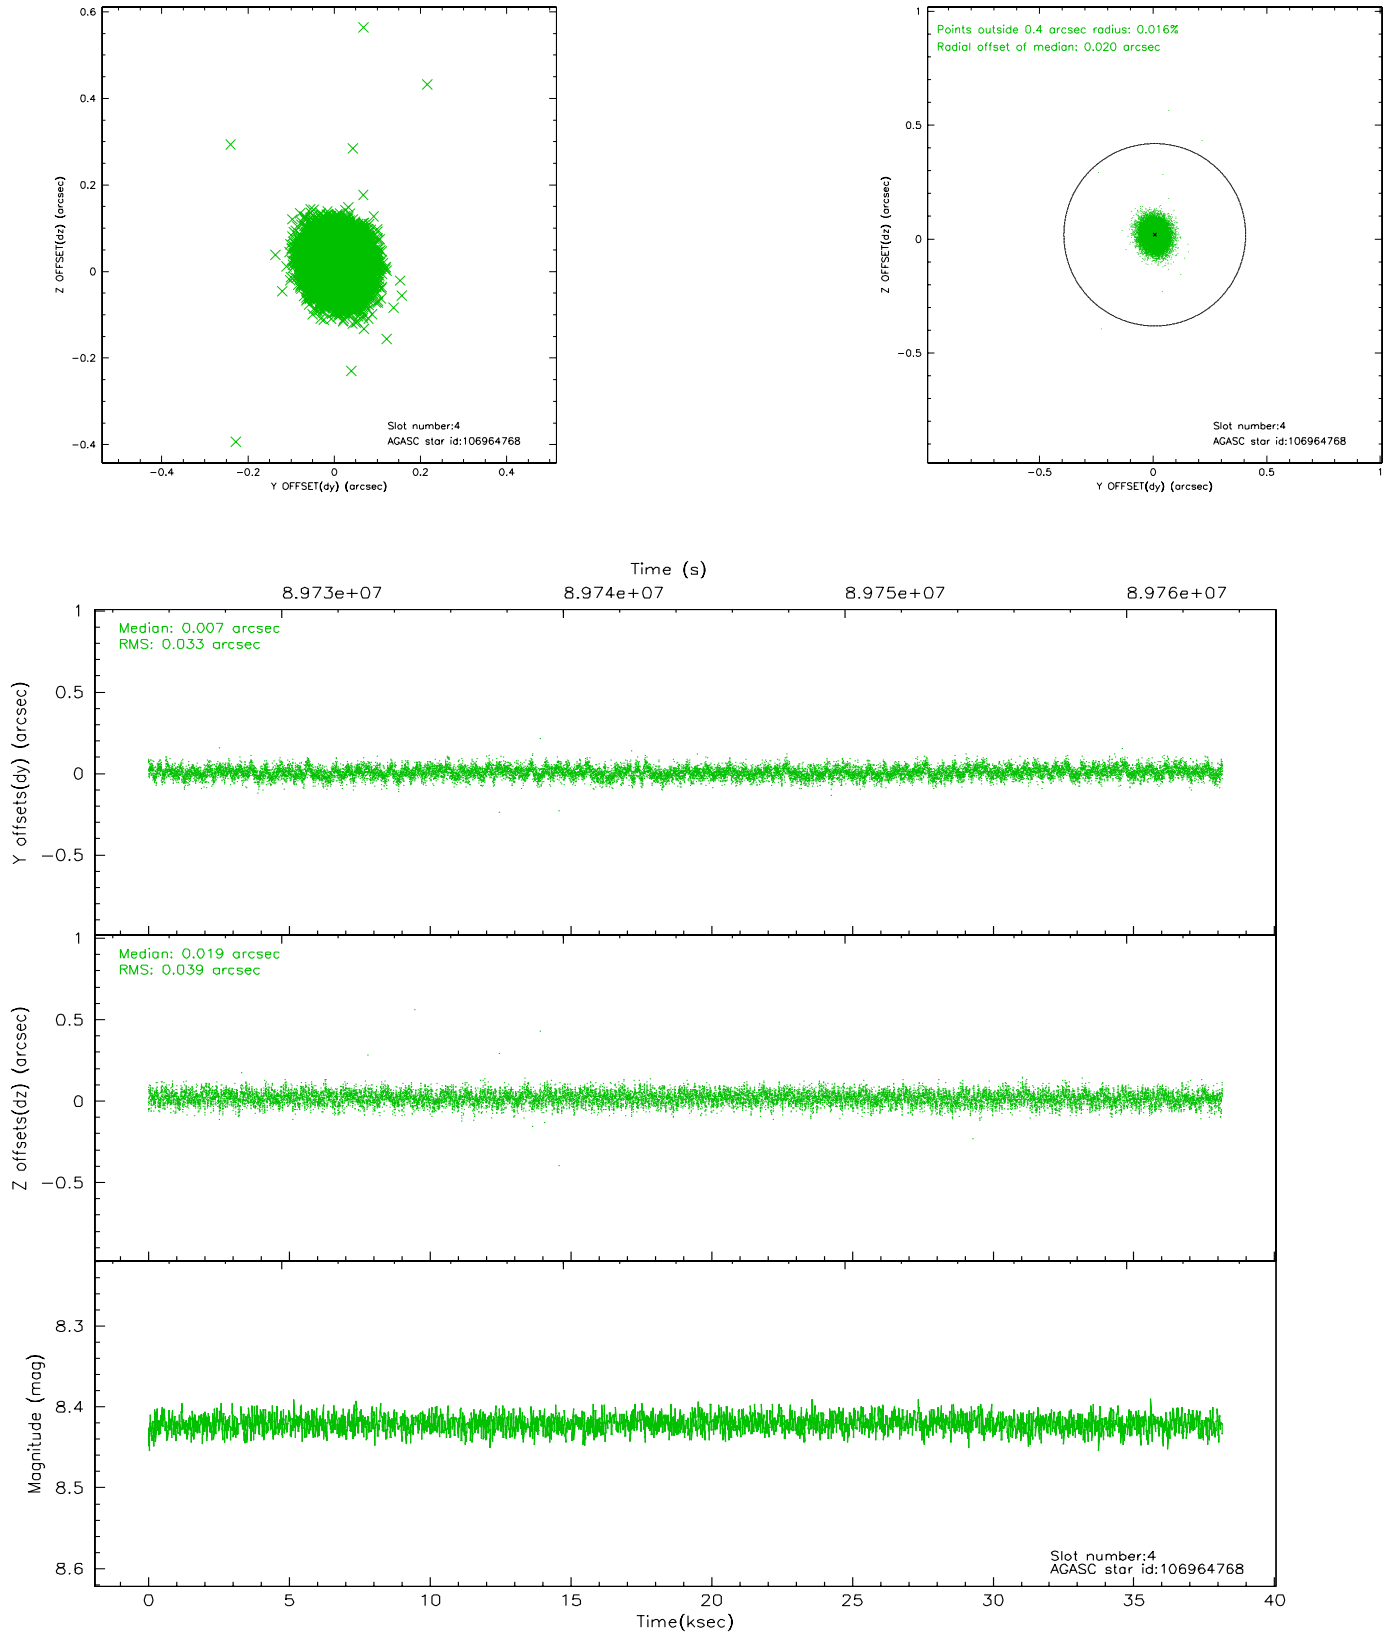 0.6
0.4
0.2
0
−0.2
−0.4
−0.4 −0.2 0 0.2 0.4
Z OFFSET(dz) (arcsec)
Y OFFSET(dy) (arcsec)
Slot number:4
AGASC star id:106964768
Points outside 0.4 arcsec radius: 0.016%
Radial offset of median: 0.020 arcsec
1
0.5
0
−0.5
−0.5 0 0.5 1
Z OFFSET(dz) (arcsec)
Y OFFSET(dy) (arcsec)
Slot number:4
AGASC star id:106964768
Time (s)
8.973e+07 8.974e+07 8.975e+07 8.976e+07
Median: 0.007 arcsec
RMS: 0.033 arcsec
1
0.5
0
−0.5
Y offsets(dy) (arcsec)
Median: 0.019 arcsec
RMS: 0.039 arcsec
1
0.5
0
−0.5
Z offsets(dz) (arcsec)
8.3
8.4
8.5
8.6
Magnitude (mag)
Slot number:4
AGASC star id:106964768
0 5 10 15 20 25 30 35 40
Time(ksec)